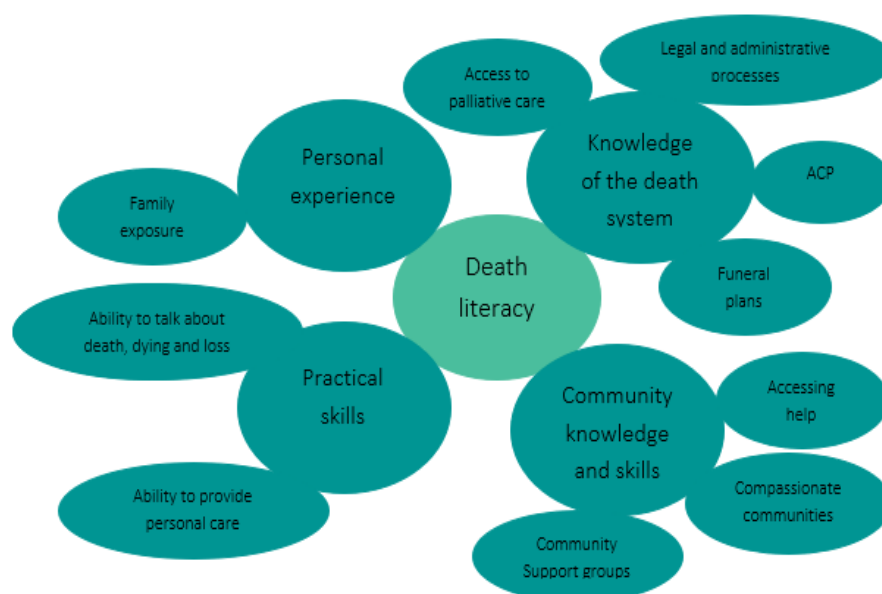 Legal and administrative
processes
Access to
palliative care
Personal
experience
Knowledge
of the death
system
ACP
Family
exposure
Death
literacy
Funeral
plans
Ability to talk about
death, dying and loss
Practical
skills
Community
knowledge
and skills
Accessing
help
Compassionate
communities
Ability to provide
personal care
Community
Support groups